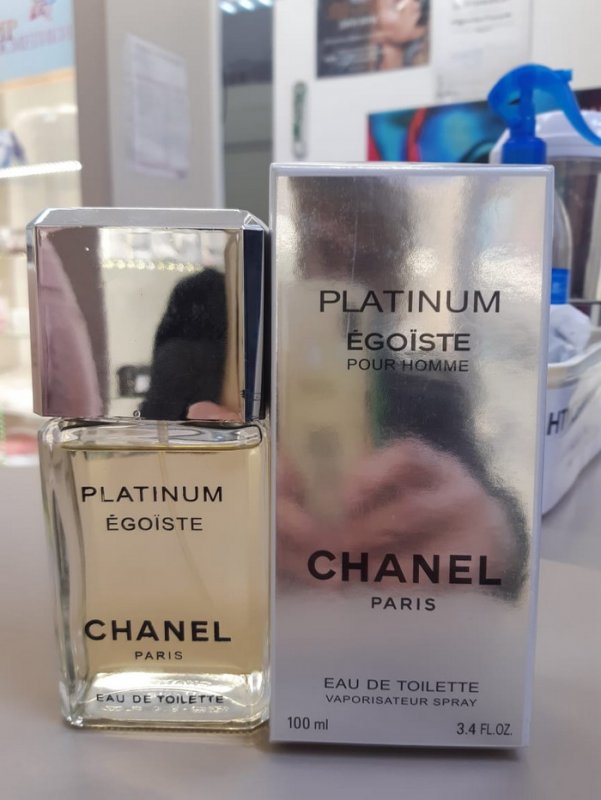 PLATINUM
ÉGOÏSTE
CHANEL
PARIS
EAU DE TOILETTE
PLATINUM
ÉGOÏSTE
POUR HOMME
CHANEL
PARIS
EAU DE TOILETTE
VAPORISATEUR SPRAY
100 ml 3.4 FL.OZ.
HT